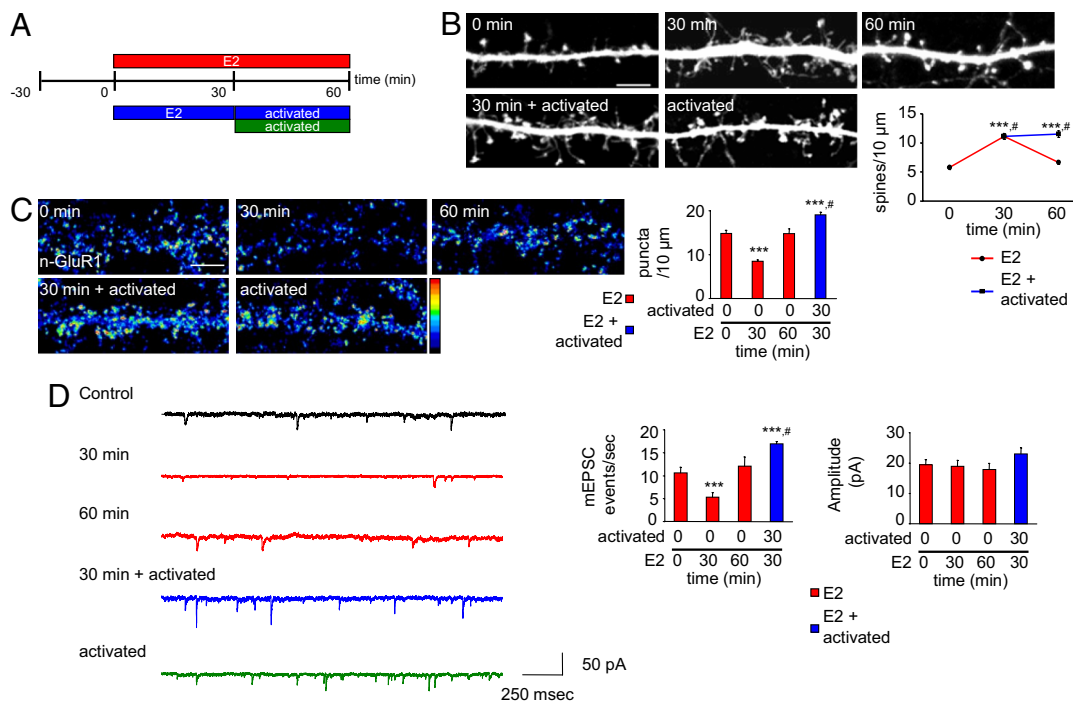 A
E2
time (min)
-30
0
30
60
E2
activated
activated
B
0 min
30 min
60 min
30 min + activated
activated
15
10
5
0
spines/10 µm
***,#
***,#
0
30
60
time (min)
E2
E2 +
activated
C
0 min
n-GluR1
30 min
60 min
30 min + activated
activated
E2
E2 +
activated
20
15
10
5
0
puncta
/10 µm
***
***,#
activated
0
0
0
30
E2
0
30
60
30
time (min)
D
Control
30 min
60 min
30 min + activated
activated
50 pA
250 msec
20
15
10
5
0
mEPSC
events/sec
***
***,#
activated
0
0
0
30
E2
0
30
60
30
time (min)
30
20
10
0
Amplitude
(pA)
activated
0
0
0
30
E2
0
30
60
30
time (min)
E2
E2 +
activated